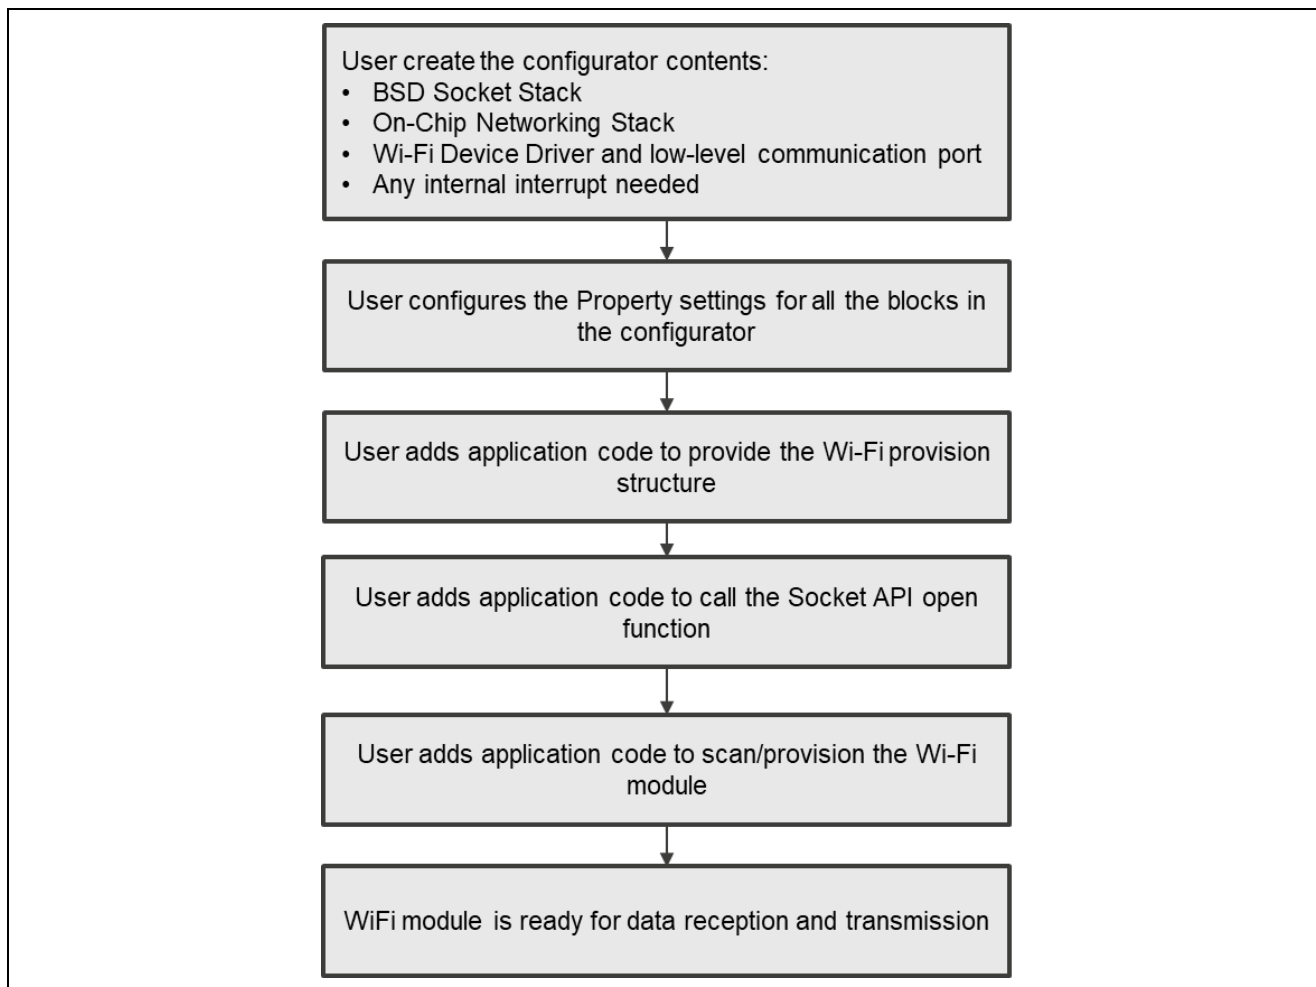 User create the configurator contents:
• BSD Socket Stack
• On-Chip Networking Stack
• Wi-Fi Device Driver and low-level communication port
• Any internal interrupt needed
User configures the Property settings for all the blocks in
the configurator
User adds application code to provide the Wi-Fi provision
structure
User adds application code to call the Socket API open
function
User adds application code to scan/provision the Wi-Fi
module
WiFi module is ready for data reception and transmission